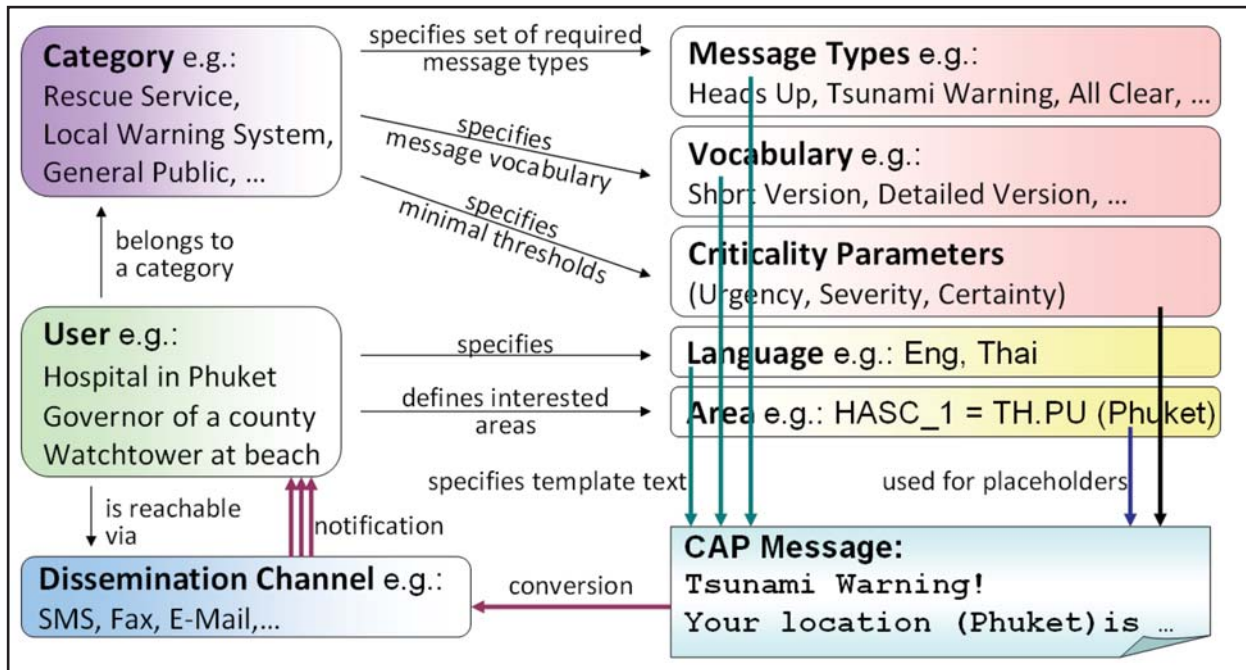 Category e.g.:
Rescue Service,
Local Warning System,
General Public, ...
specifies set of required
message types
specifies
message vocabulary
specifies
minimal thresholds
Message Types e.g.:
Heads Up, Tsunami Warning, All Clear, ...
Vocabulary e.g.:
Short Version, Detailed Version, ...
Criticality Parameters
(Urgency, Severity, Certainty)
belongs to
a category
User e.g.:
Hospital in Phuket
Governor of a county
Watchtower at beach
specifies
defines interested
areas
Language e.g.: Eng, Thai
Area e.g.: HASC_1 = TH.PU (Phuket)
specifies template text
used for placeholders
is reachable
via
notification
Dissemination Channel e.g.:
SMS, Fax, E-Mail,...
conversion
CAP Message:
Tsunami Warning!
Your location (Phuket)is ...